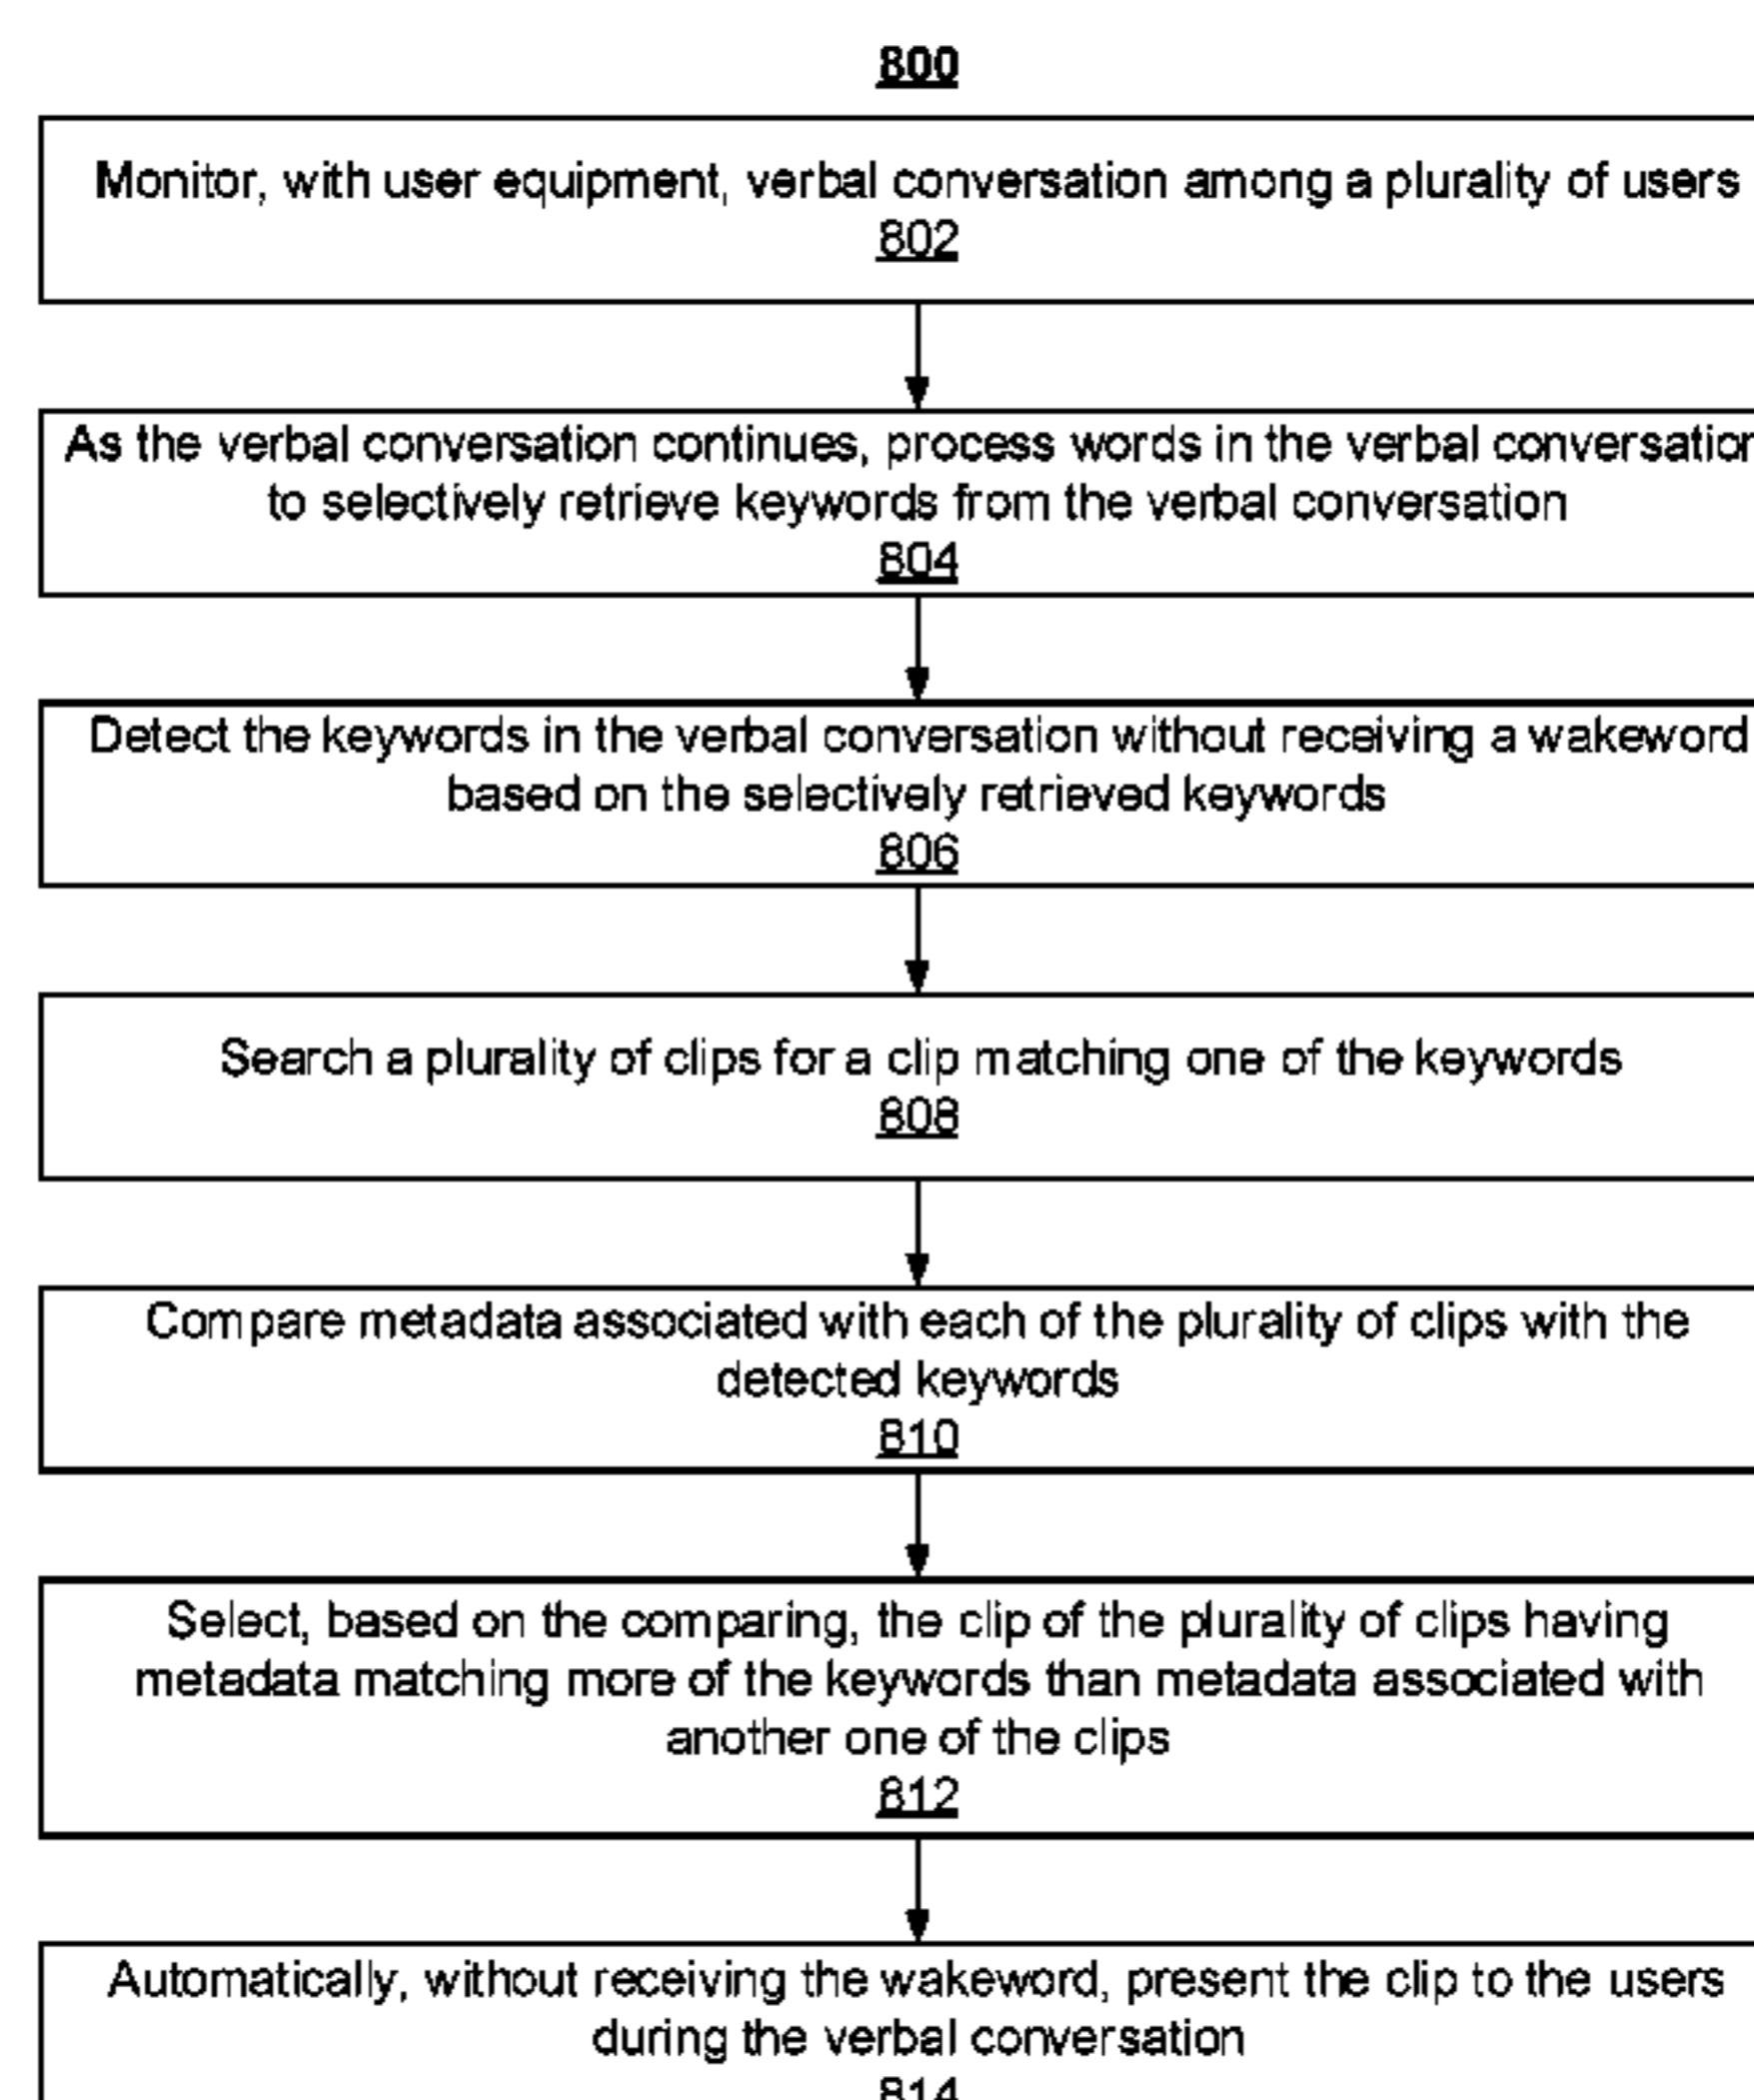 800
Monitor, with user equipment, verbal conversation among a plurality of users
802
As the verbal conversation continues, process words in the verbal conversation
to selectively retrieve keywords from the verbal conversation
804
Detect the keywords in the verbal conversation without receiving a wakeword
based on the selectively retrieved keywords
806
Search a plurality of clips for a clip matching one of the keywords
808
Compare metadata associated with each of the plurality of clips with the
detected keywords
810
Select, based on the comparing, the clip of the plurality of clips having
metadata matching more of the keywords than metadata associated with
another one of the clips
812
Automatically, without receiving the wakeword, present the clip to the users
during the verbal conversation
814